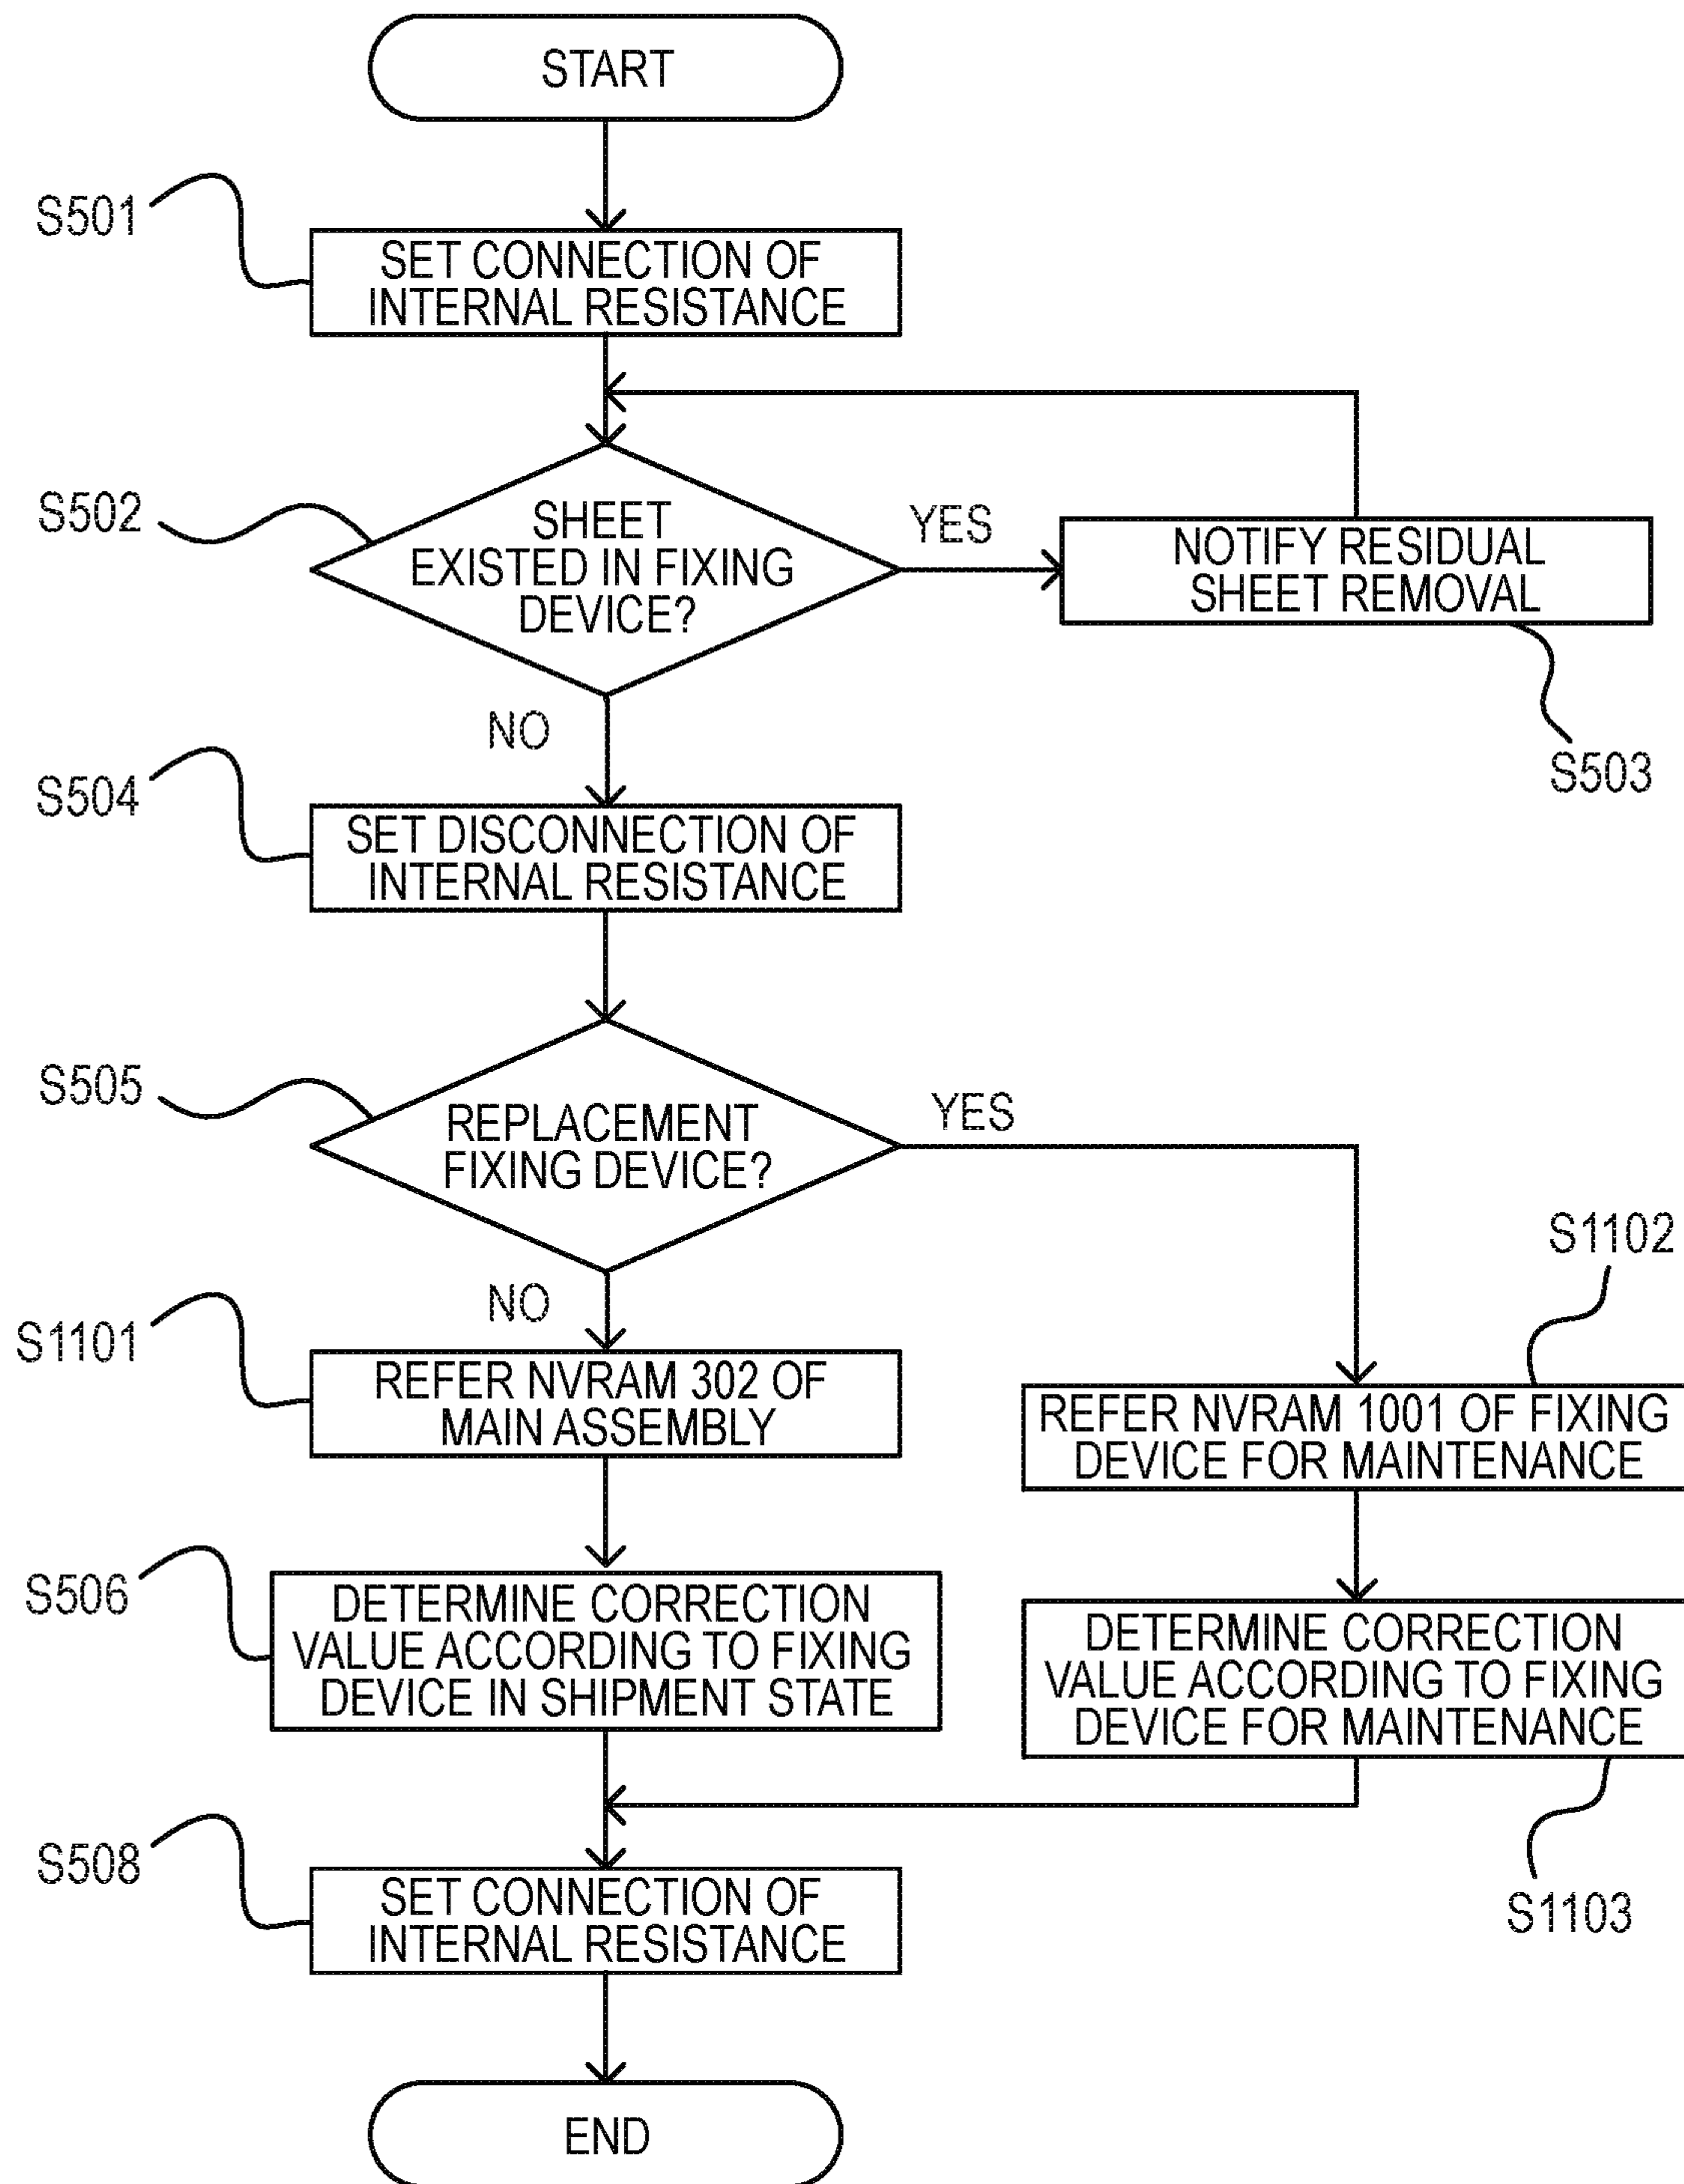 START
S501
SET CONNECTION OF
INTERNAL RESISTANCE
S502
SHEET
EXISTED IN FIXING
DEVICE?
YES
NOTIFY RESIDUAL
SHEET REMOVAL
S503
NO
S504
SET DISCONNECTION OF
INTERNAL RESISTANCE
S505
REPLACEMENT
FIXING DEVICE?
YES
S1102
NO
S1101
REFER NVRAM 302 OF
MAIN ASSEMBLY
REFER NVRAM 1001 OF FIXING
DEVICE FOR MAINTENANCE
S506
DETERMINE CORRECTION
VALUE ACCORDING TO FIXING
DEVICE IN SHIPMENT STATE
DETERMINE CORRECTION
VALUE ACCORDING TO FIXING
DEVICE FOR MAINTENANCE
S1103
S508
SET CONNECTION OF
INTERNAL RESISTANCE
END